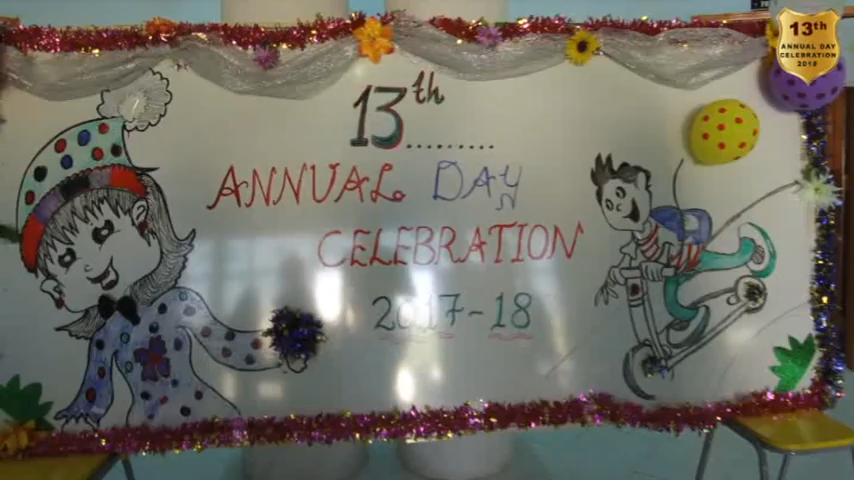 13th.........
ANNUAL DAY
CELEBRATION
2017-18
13th
ANNUAL DAY
CELEBRATION
2018